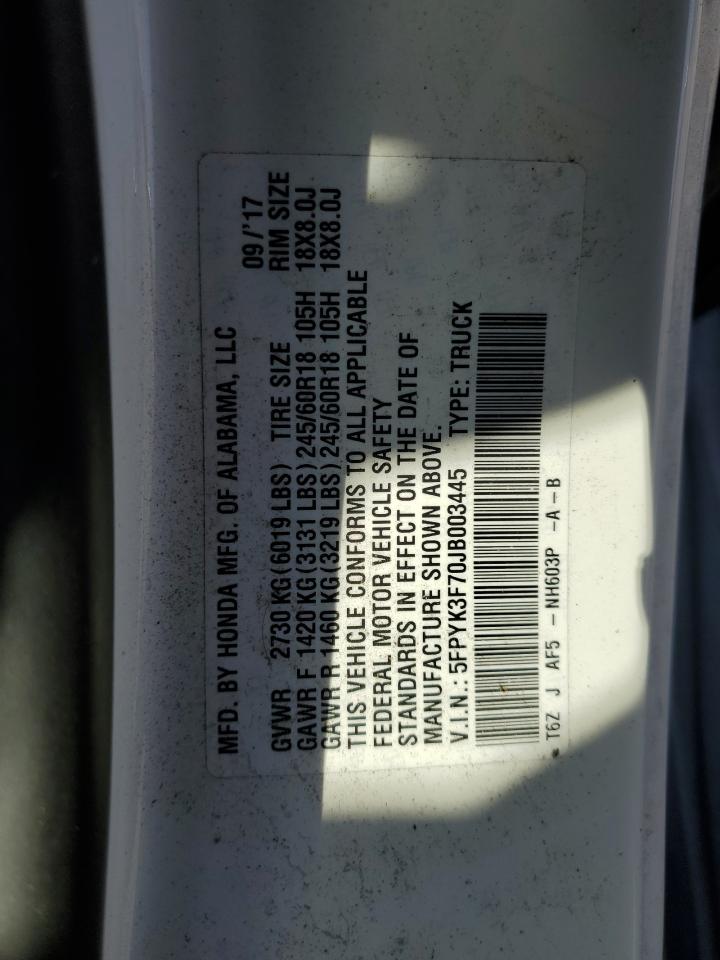 MFD. BY HONDA MFG. OF ALABAMA, LLC 09/'17
GVWR 2730 KG(6019 LBS) TIRE SIZE RIM SIZE
GAWR F 1420 KG(3131 LBS)245/60R18 105H 18X8.0J
GAWR R 1460 KG(3219 LBS)245/60R18 105H 18X8.0J
THIS VEHICLE CONFORMS TO ALL APPLICABLE
FEDERAL MOTOR VEHICLE SAFETY
STANDARDS IN EFFECT ON THE DATE OF
MANUFACTURE SHOWN ABOVE.
V.I.N.: 5FPYK3F70JB003445 TYPE: TRUCK
* T6Z J AF5 -NH603P -A-B